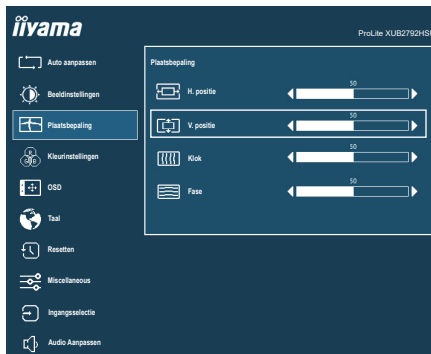 iiyama
ProLite XUB2792HSU
Auto aanpassen
Beeldinstellingen
Plaatsbepaling
Kleurinstellingen
OSD
Taal
Resetten
Miscellaneous
Ingangsselectie
Audio Aanpassen
Plaatsbepaling
H. positie
50
V. positie
50
Klok
50
Fase
50